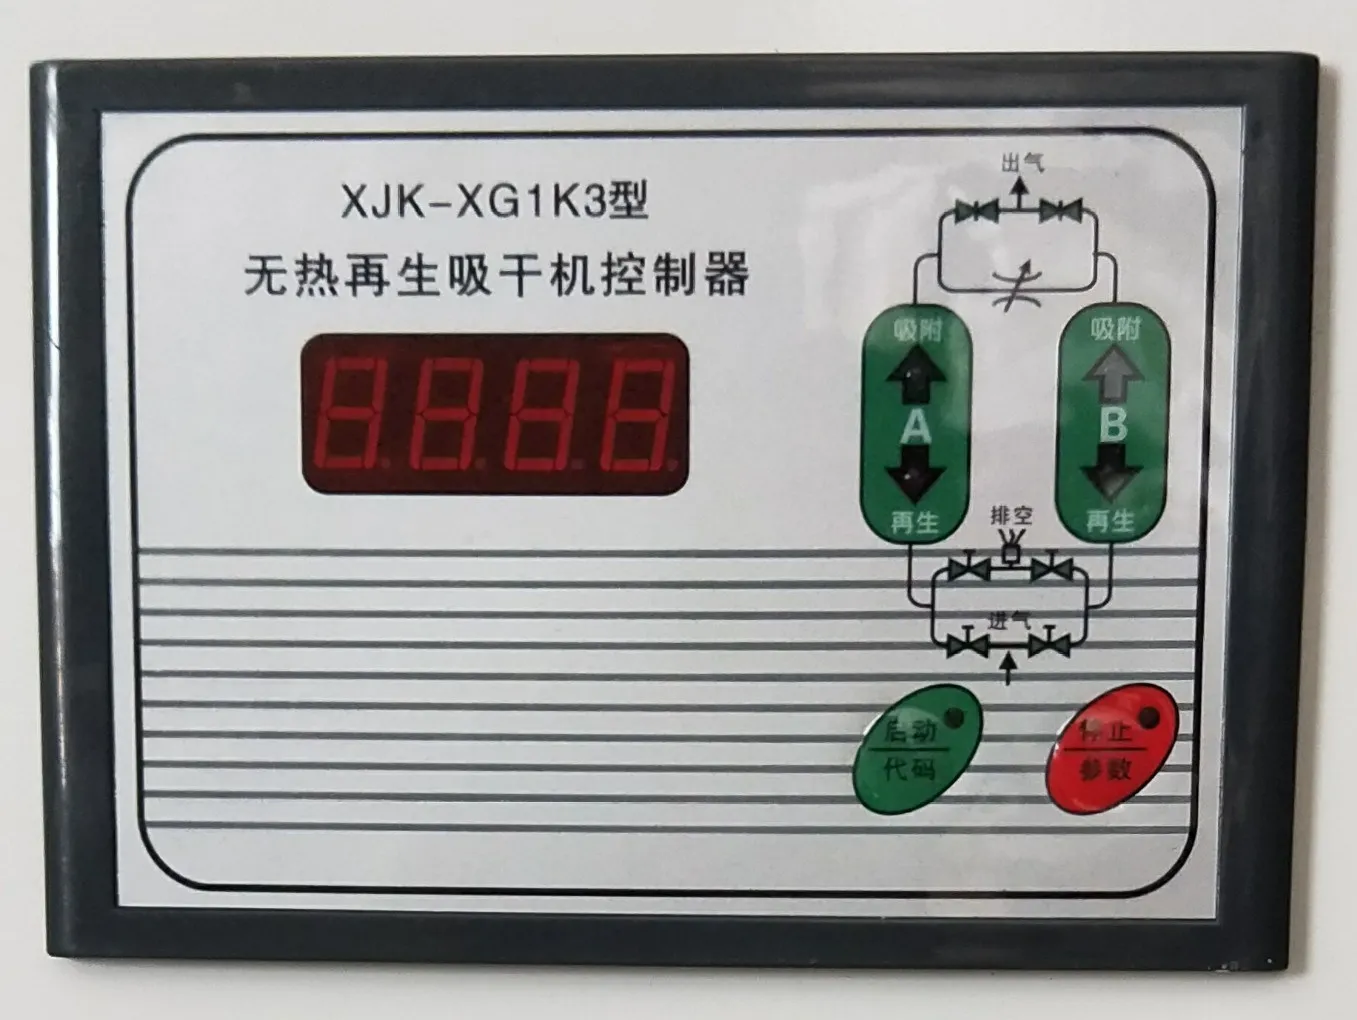 XJK-XG1K3型
无热再生吸干机控制器
出气
吸附
吸附
A
B
再生
排空
再生
进气
启动
代码
停止
参数